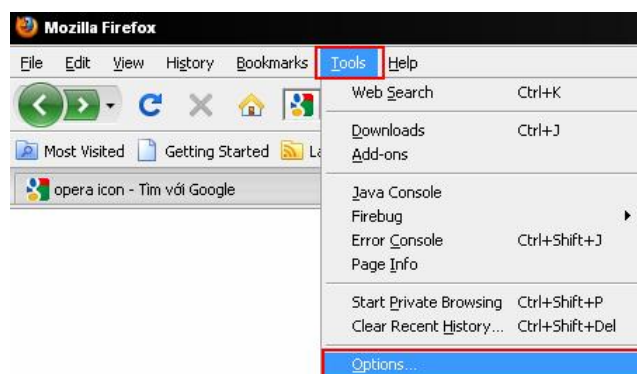 Mozilla Firefox
File Edit View History Bookmarks Tools Help
Web Search Ctrl+K
Downloads Ctrl+J
Add-ons
Java Console
Firebug
Error Console Ctrl+Shift+J
Page Info
Start Private Browsing Ctrl+Shift+P
Clear Recent History... Ctrl+Shift+Del
Options...
Most Visited Getting Started
opera icon - Tìm với Google